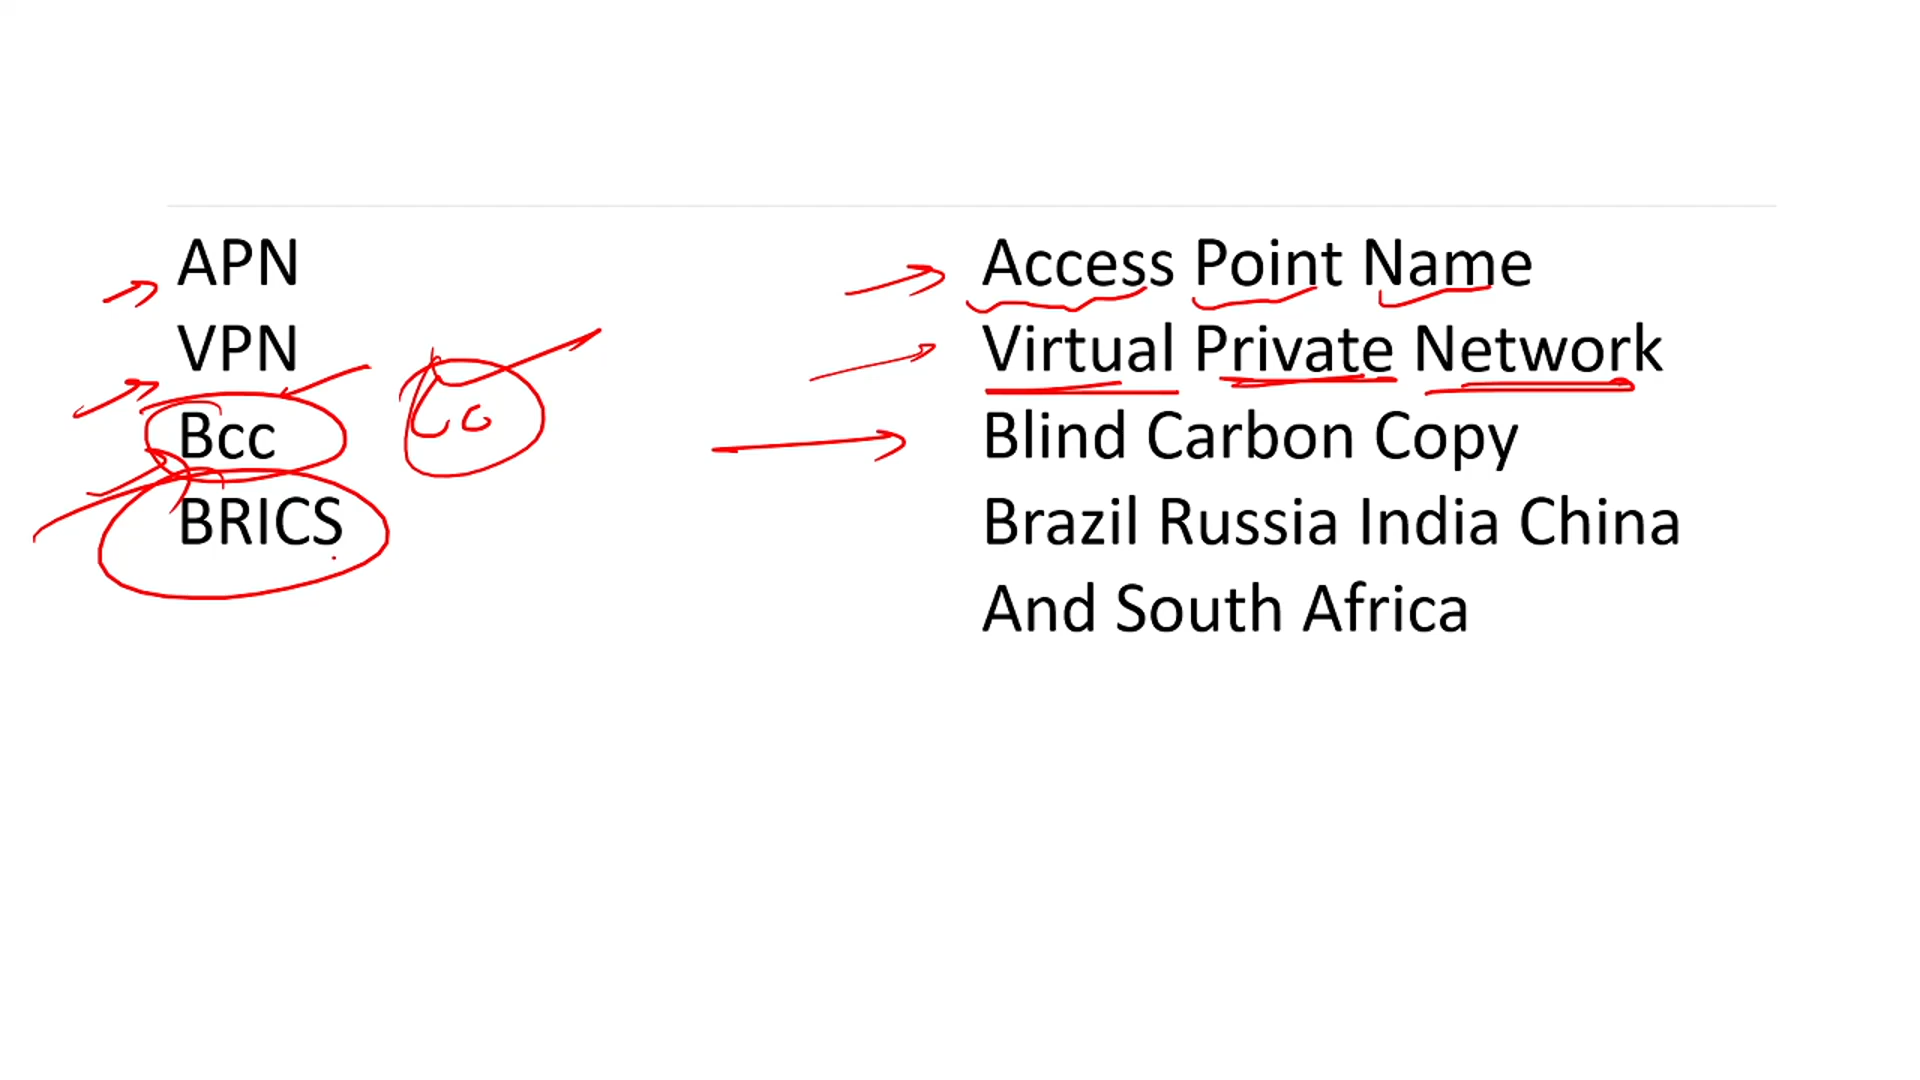 APN Access Point Name
VPN Virtual Private Network
Bcc cc Blind Carbon Copy
BRICS Brazil Russia India China
And South Africa